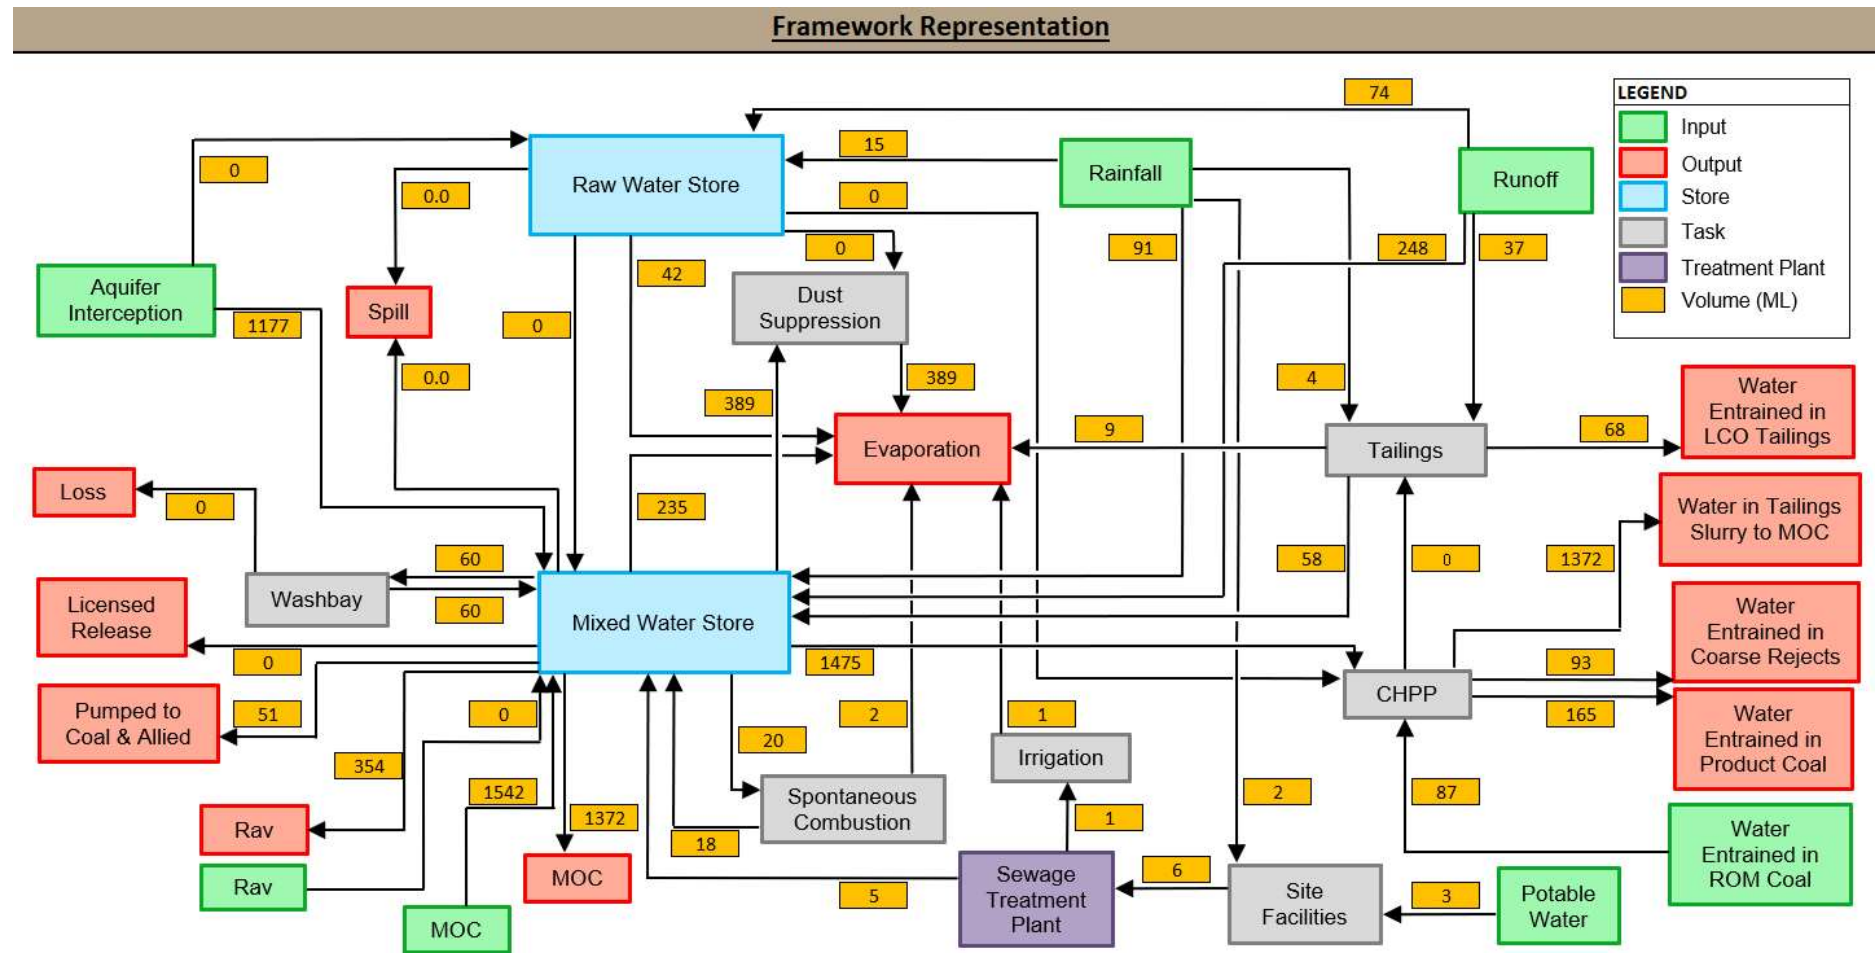 Framework Representation
74
LEGEND
Input
Output
Store
Task
Treatment Plant
Volume (ML)
15
Rainfall
Runoff
0
Raw Water Store
0.0
0
0
91
248
37
42
Aquifer
Interception
Spill
Dust
Suppression
1177
0
0.0
389
389
4
Water
Entrained in
LCO Tailings
9
68
Evaporation
Tailings
Loss
0
235
Water in Tailings
Slurry to MOC
60
58
0
1372
Washbay
60
Licensed
Release
Mixed Water Store
Water
Entrained in
Coarse Rejects
0
1475
93
CHPP
Pumped to
Coal & Allied
51
0
2
1
165
Water
Entrained in
Product Coal
20
Irrigation
354
1542
Spontaneous
Combustion
2
87
1372
1
Rav
18
Water
Entrained in
ROM Coal
Rav
MOC
Sewage
Treatment
Plant
6
5
Site
Facilities
3
Potable
Water
MOC